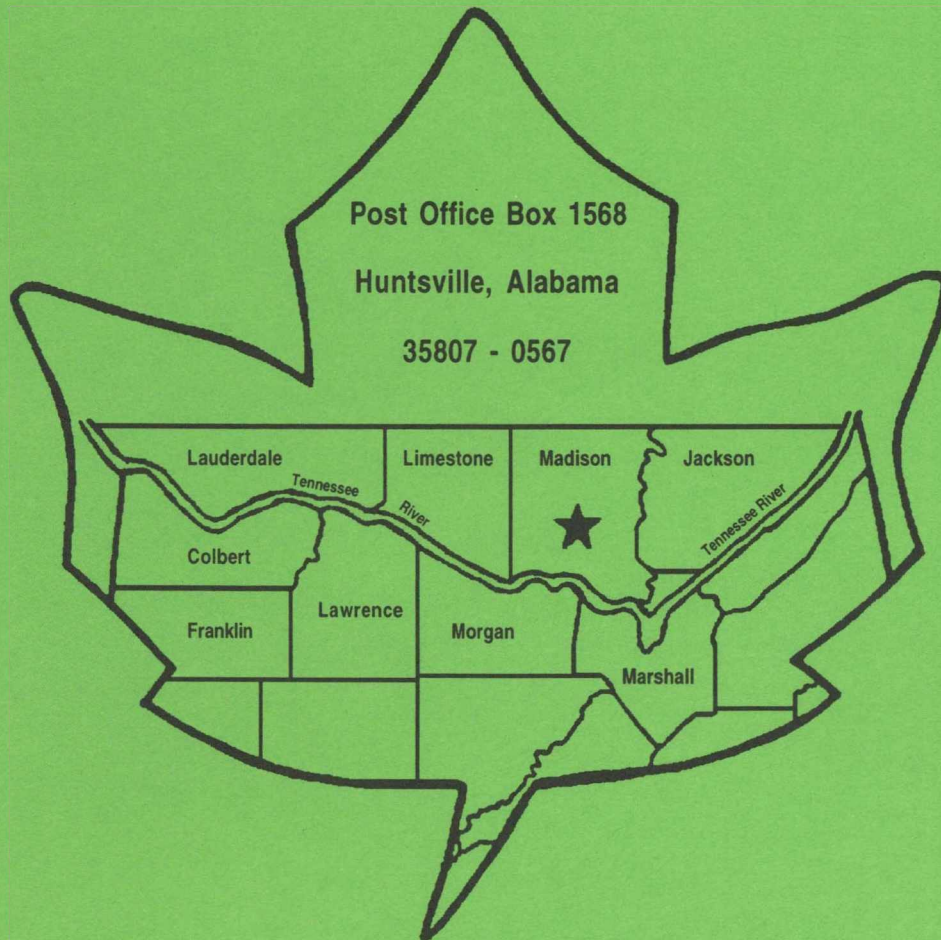 Post Office Box 1568
Huntsville, Alabama
35807 - 0567
Lauderdale
Limestone
Madison
Jackson
Tennessee
River
Tennessee River
Colbert
Lawrence
Franklin
Morgan
Marshall